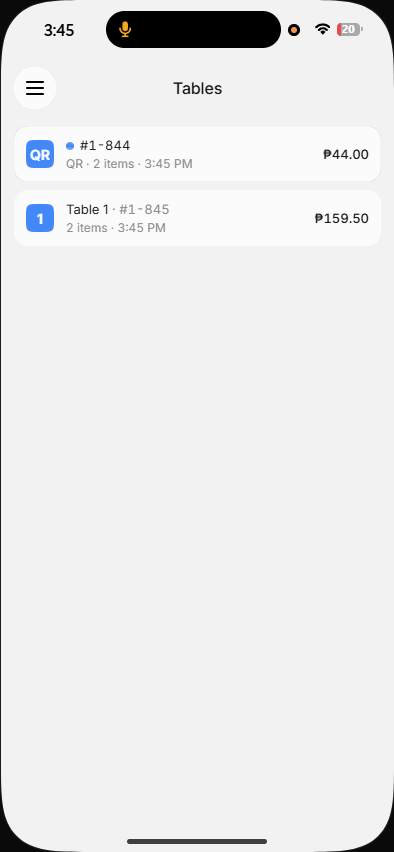 3:45
20
Tables
QR
#1-844
₱44.00
QR · 2 items · 3:45 PM
1
Table 1 · #1-845
₱159.50
2 items · 3:45 PM